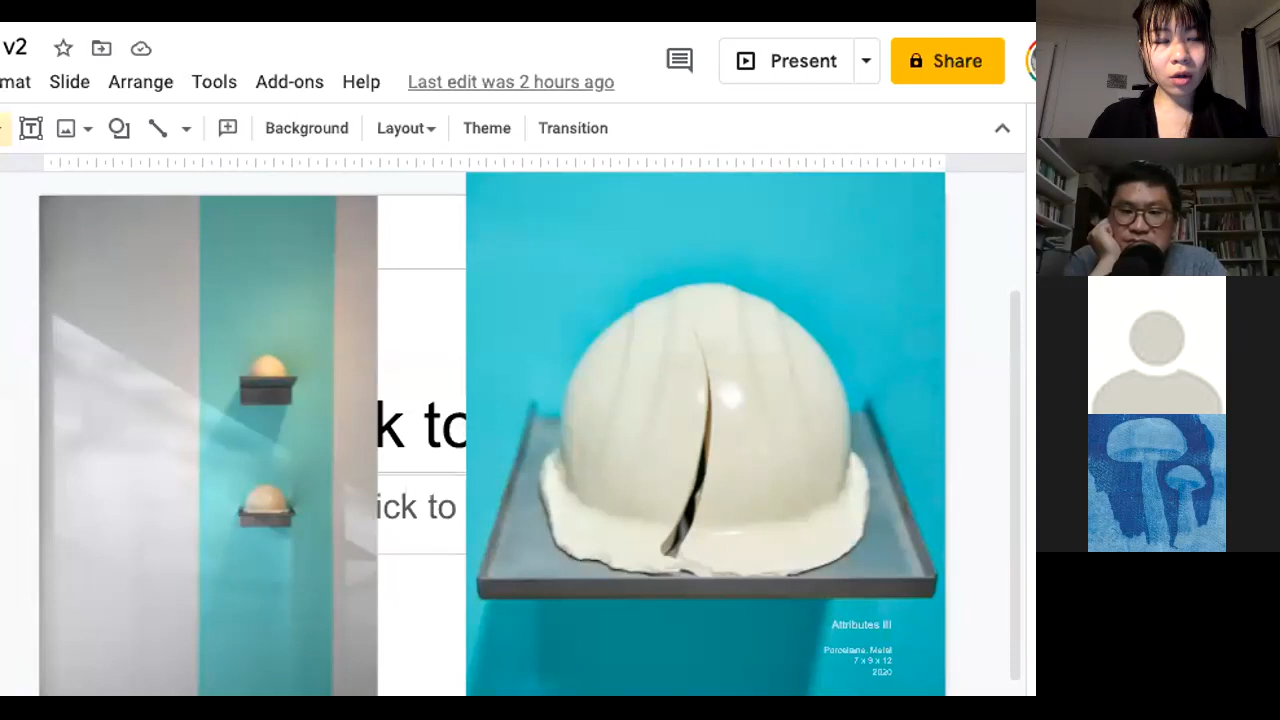 v2
mat Slide Arrange Tools Add-ons Help Last edit was 2 hours ago
Present
Share
Background Layout Theme Transition
k to
ick to
Attributes III
Porcelane, Metal
7 x 9 x 12
2020